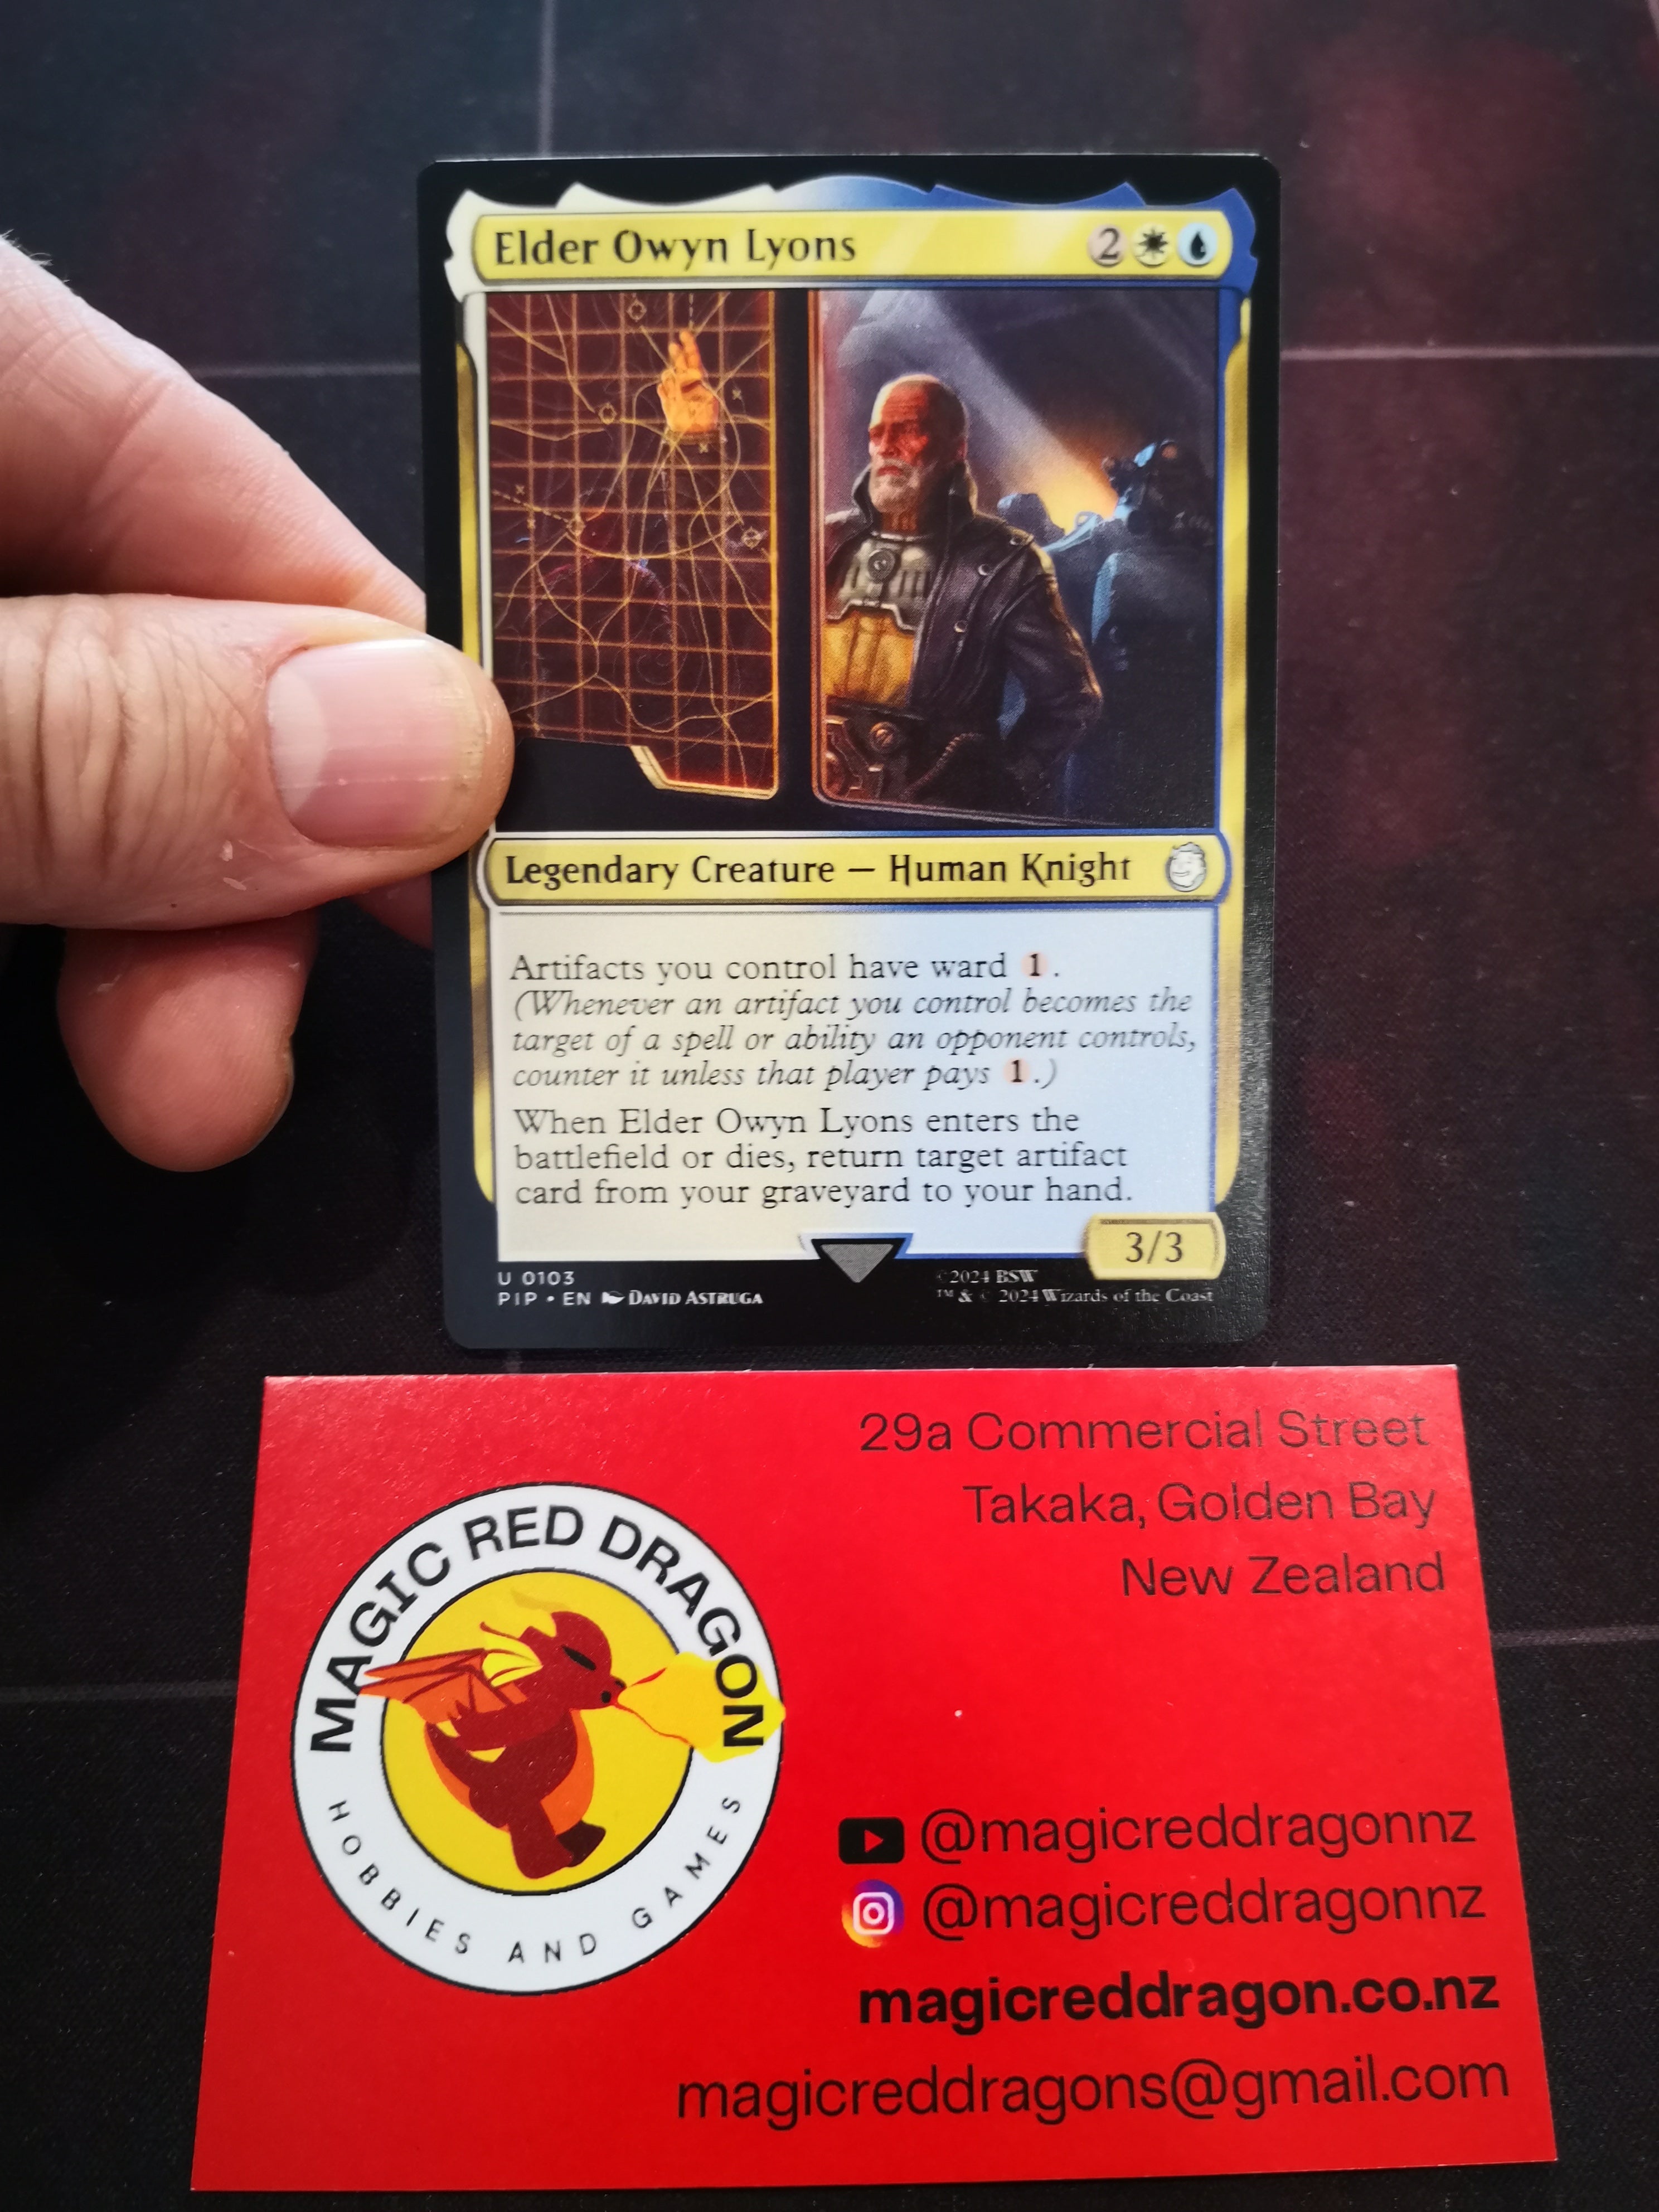 Elder Owyn Lyons 2
Legendary Creature — Human Knight
Artifacts you control have ward 1.
(Whenever an artifact you control becomes the
target of a spell or ability an opponent controls,
counter it unless that player pays 1.)
When Elder Owyn Lyons enters the
battlefield or dies, return target artifact
card from your graveyard to your hand.
3/3
U 0103
PIP • EN DAVID ASTRUGA
©2024 BSW
™ & © 2024 Wizards of the Coast
29a Commercial Street
Takaka, Golden Bay
New Zealand
MAGIC RED DRAGON
HOBBIES AND GAMES
@magicreddragonnz
@magicreddragonnz
magicreddragon.co.nz
magicreddragons@gmail.com